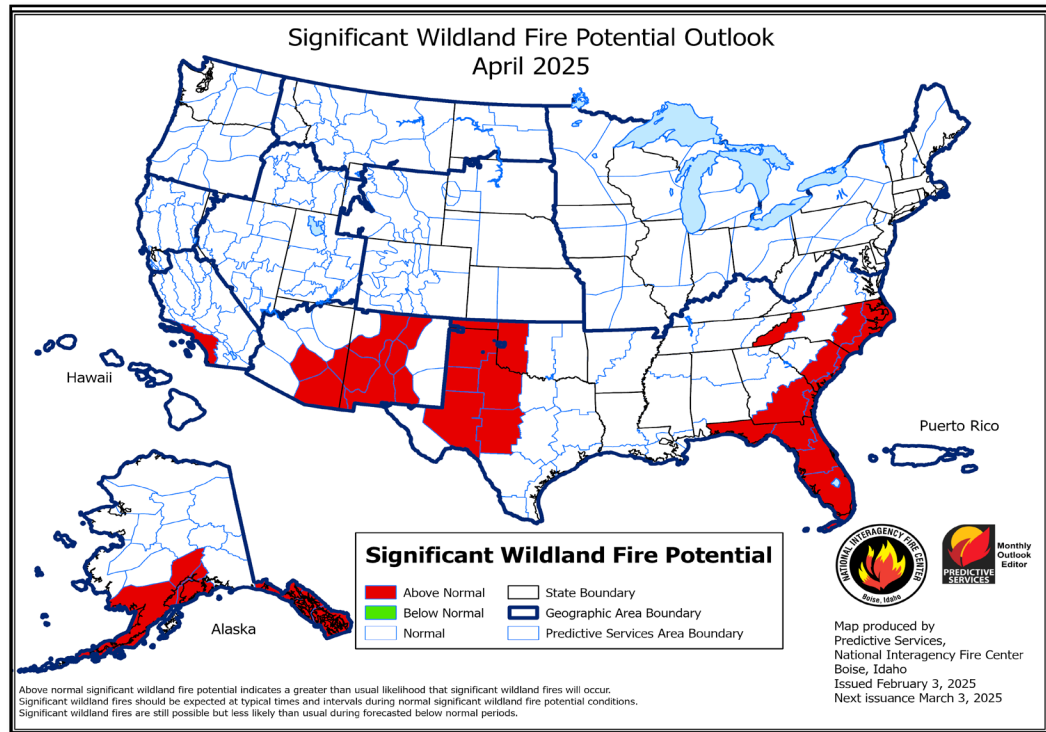 Significant Wildland Fire Potential Outlook
April 2025
Hawaii
Puerto Rico
Alaska
Significant Wildland Fire Potential
Above Normal
Below Normal
Normal
State Boundary
Geographic Area Boundary
Predictive Services Area Boundary
NATIONAL INTERAGENCY FIRE CENTER
Boise, Idaho
PREDICTIVE
SERVICES
Monthly
Outlook
Editor
Map produced by
Predictive Services,
National Interagency Fire Center
Boise, Idaho
Issued February 3, 2025
Next issuance March 3, 2025
Above normal significant wildland fire potential indicates a greater than usual likelihood that significant wildland fires will occur.
Significant wildland fires should be expected at typical times and intervals during normal significant wildland fire potential conditions.
Significant wildland fires are still possible but less likely than usual during forecasted below normal periods.